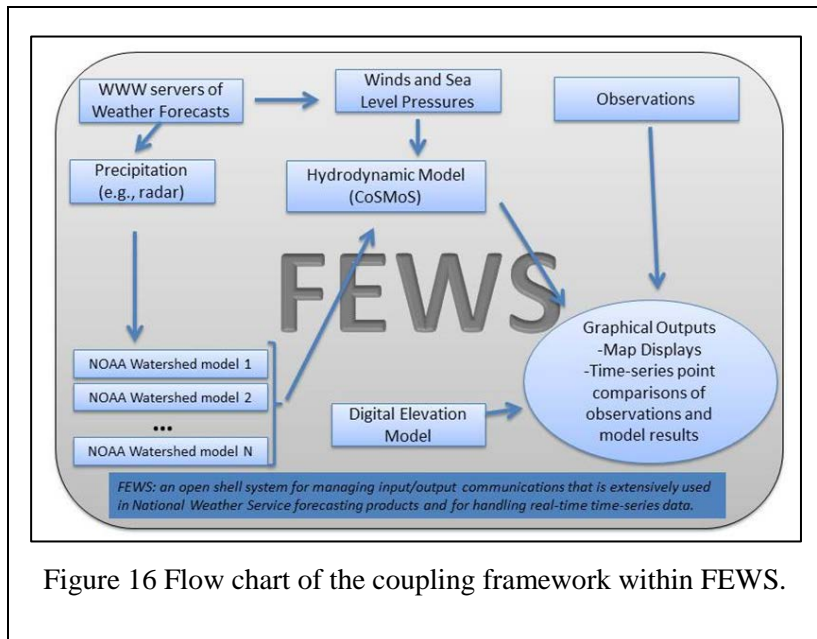 WWW servers of
Weather Forecasts
Winds and Sea
Level Pressures
Observations
Precipitation
(e.g., radar)
Hydrodynamic Model
(CoSMoS)
FEWS
NOAA Watershed model 1
NOAA Watershed model 2
...
NOAA Watershed model N
Digital Elevation
Model
Graphical Outputs
-Map Displays
-Time-series point
comparisons of
observations and
model results
FEWS: an open shell system for managing input/output communications that is extensively used
in National Weather Service forecasting products and for handling real-time time-series data.
Figure 16 Flow chart of the coupling framework within FEWS.